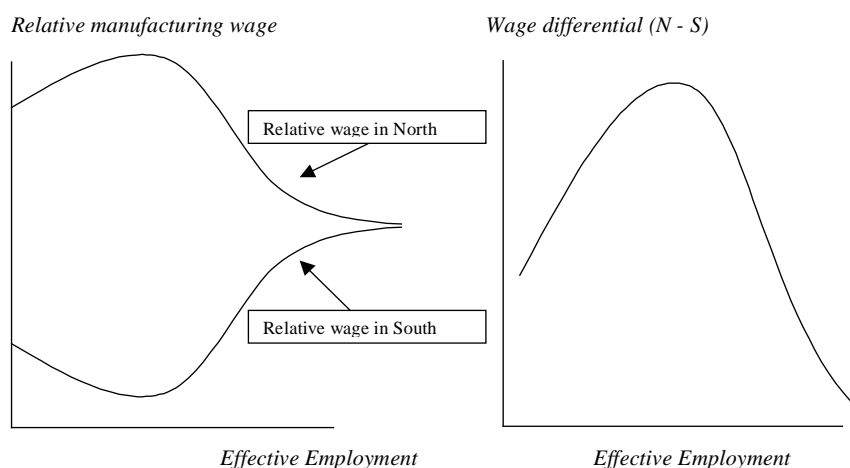 Relative manufacturing wage
Wage differential (N - S)
Relative wage in North
Relative wage in South
Effective Employment
Effective Employment